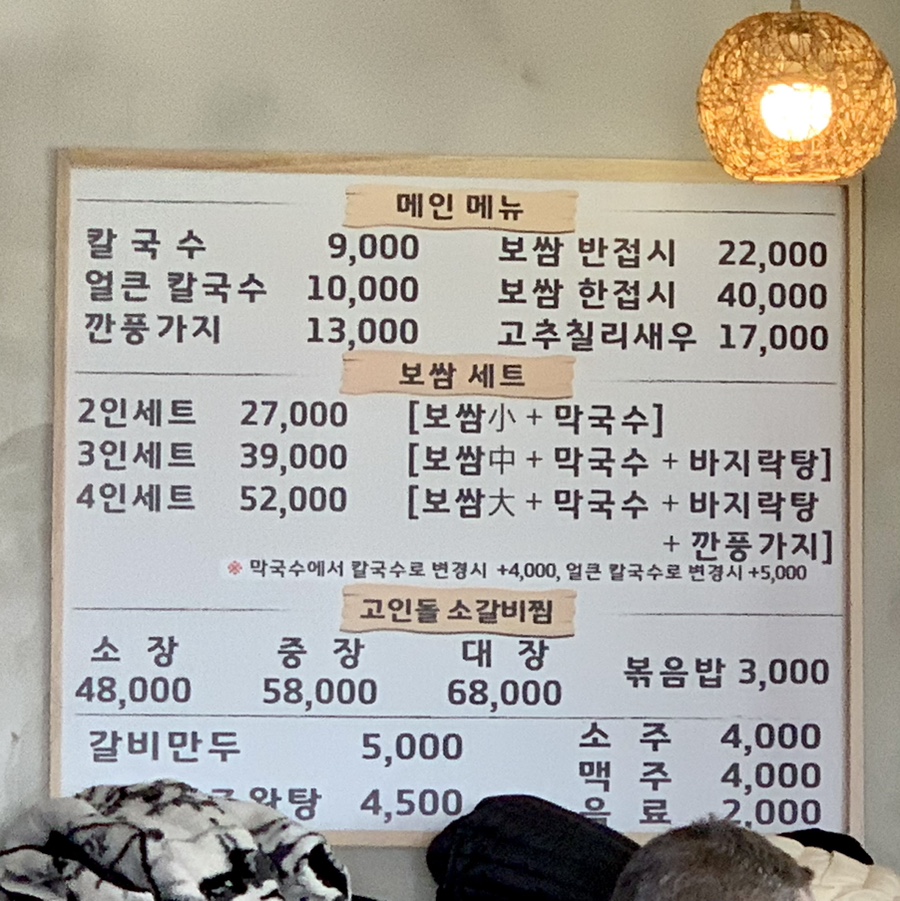 메인 메뉴
칼국수 9,000 보쌈 반접시 22,000
얼큰 칼국수 10,000 보쌈 한접시 40,000
깐풍가지 13,000 고추칠리새우 17,000
보쌈 세트
2인세트 27,000 [보쌈小 + 막국수]
3인세트 39,000 [보쌈中 + 막국수 + 바지락탕]
4인세트 52,000 [보쌈大 + 막국수 + 바지락탕
+ 깐풍가지]
※ 막국수에서 칼국수로 변경시 +4,000, 얼큰 칼국수로 변경시 +5,000
고인돌 소갈비찜
소 장 중 장 대 장
48,000 58,000 68,000 볶음밥 3,000
갈비만두 5,000 소 주 4,000
맥 주 4,000
4,500 음 료 2,000